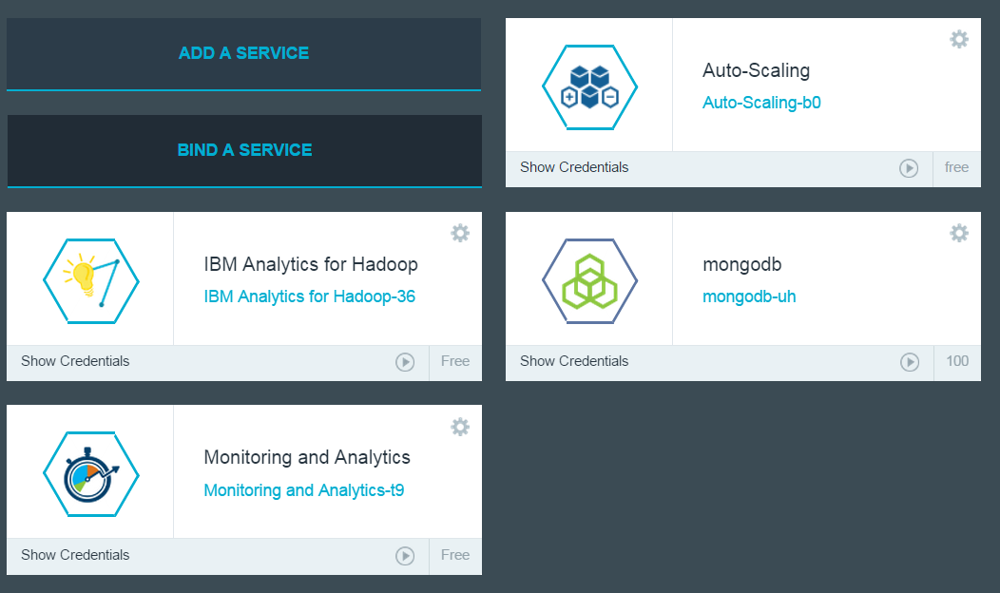 ADD A SERVICE
BIND A SERVICE
Auto-Scaling
Auto-Scaling-b0
Show Credentials
free
IBM Analytics for Hadoop
IBM Analytics for Hadoop-36
Show Credentials
Free
mongodb
mongodb-uh
Show Credentials
100
Monitoring and Analytics
Monitoring and Analytics-t9
Show Credentials
Free